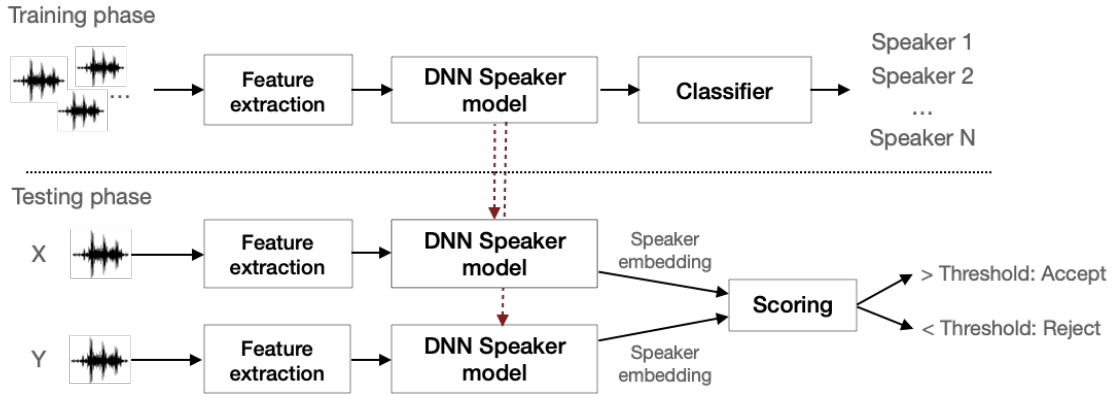 Training phase
...
Feature
extraction
DNN Speaker
model
Classifier
Speaker 1
Speaker 2
...
Speaker N
Testing phase
X
Feature
extraction
DNN Speaker
model
Speaker
embedding
Y
Feature
extraction
DNN Speaker
model
Speaker
embedding
Scoring
> Threshold: Accept
< Threshold: Reject